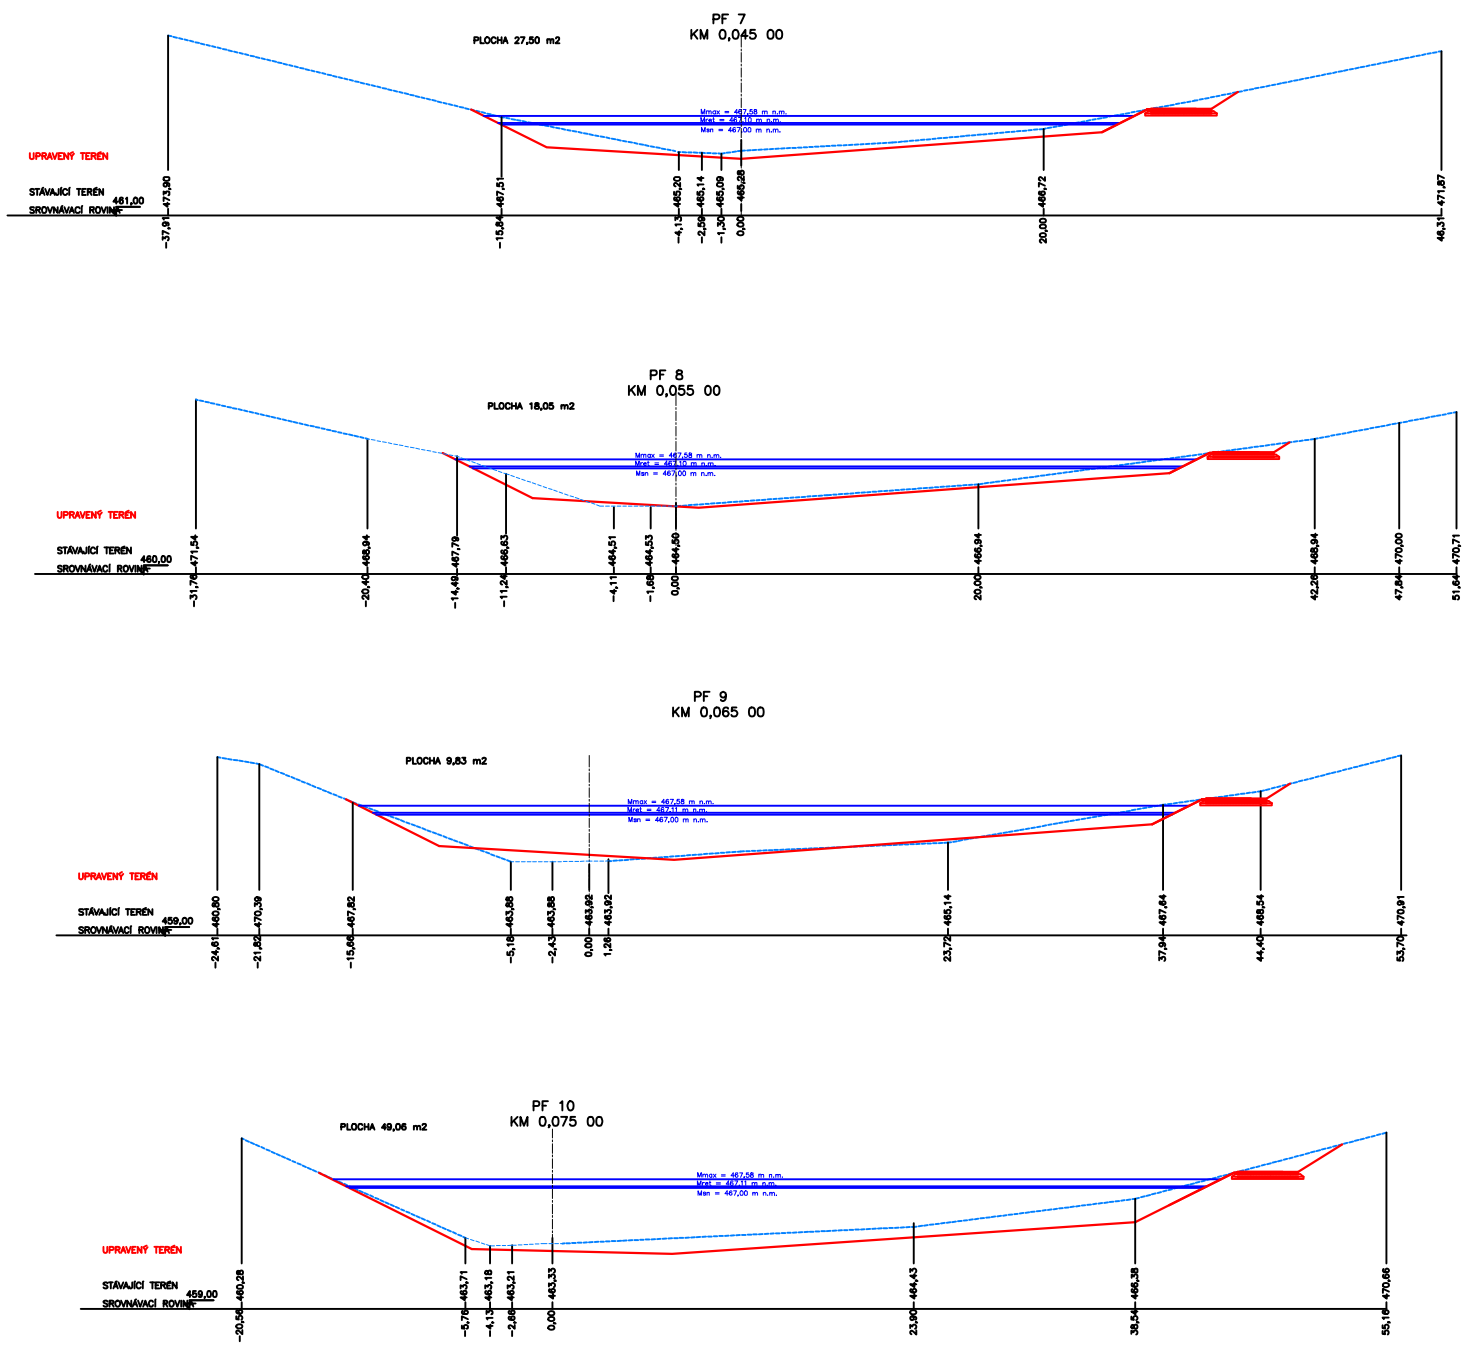 PF 7
KM 0,045 00
PLOCHA 27,50 m2
Mmax = 467,58 m n.m.
Mret = 467,10 m n.m.
Msn = 467,00 m n.m.
UPRAVENÝ TERÉN
STÁVAJÍCÍ TERÉN
473,90 467,51 465,20 465,14 465,09 465,28 466,72 471,87
461,00
SROVNÁVACÍ ROVINA
-37,91 -15,84 -4,13 -2,59 -1,30 0,00 20,00 46,31
PF 8
KM 0,055 00
PLOCHA 18,05 m2
Mmax = 467,58 m n.m.
Mret = 467,10 m n.m.
Msn = 467,00 m n.m.
UPRAVENÝ TERÉN
STÁVAJÍCÍ TERÉN
471,54 468,94 467,79 466,63 464,51 464,53 464,50 466,94 468,94 470,00 470,71
460,00
SROVNÁVACÍ ROVINA
-31,76 -20,40 -14,49 -11,24 -4,11 -1,68 0,00 20,00 42,26 47,84 51,64
PF 9
KM 0,065 00
PLOCHA 9,83 m2
Mmax = 467,58 m n.m.
Mret = 467,11 m n.m.
Msn = 467,00 m n.m.
UPRAVENÝ TERÉN
STÁVAJÍCÍ TERÉN
460,80 470,39 467,82 463,88 463,88 463,92 463,92 465,14 467,64 468,54 470,91
459,00
SROVNÁVACÍ ROVINA
-24,61 -21,82 -15,66 -5,18 -2,43 0,00 1,26 23,72 37,94 44,40 53,70
PF 10
KM 0,075 00
PLOCHA 49,06 m2
Mmax = 467,58 m n.m.
Mret = 467,11 m n.m.
Msn = 467,00 m n.m.
UPRAVENÝ TERÉN
STÁVAJÍCÍ TERÉN
460,28 463,71 463,18 463,21 463,33 464,43 466,38 470,66
459,00
SROVNÁVACÍ ROVINA
-20,56 -5,76 -4,13 -2,66 0,00 23,90 38,54 55,16